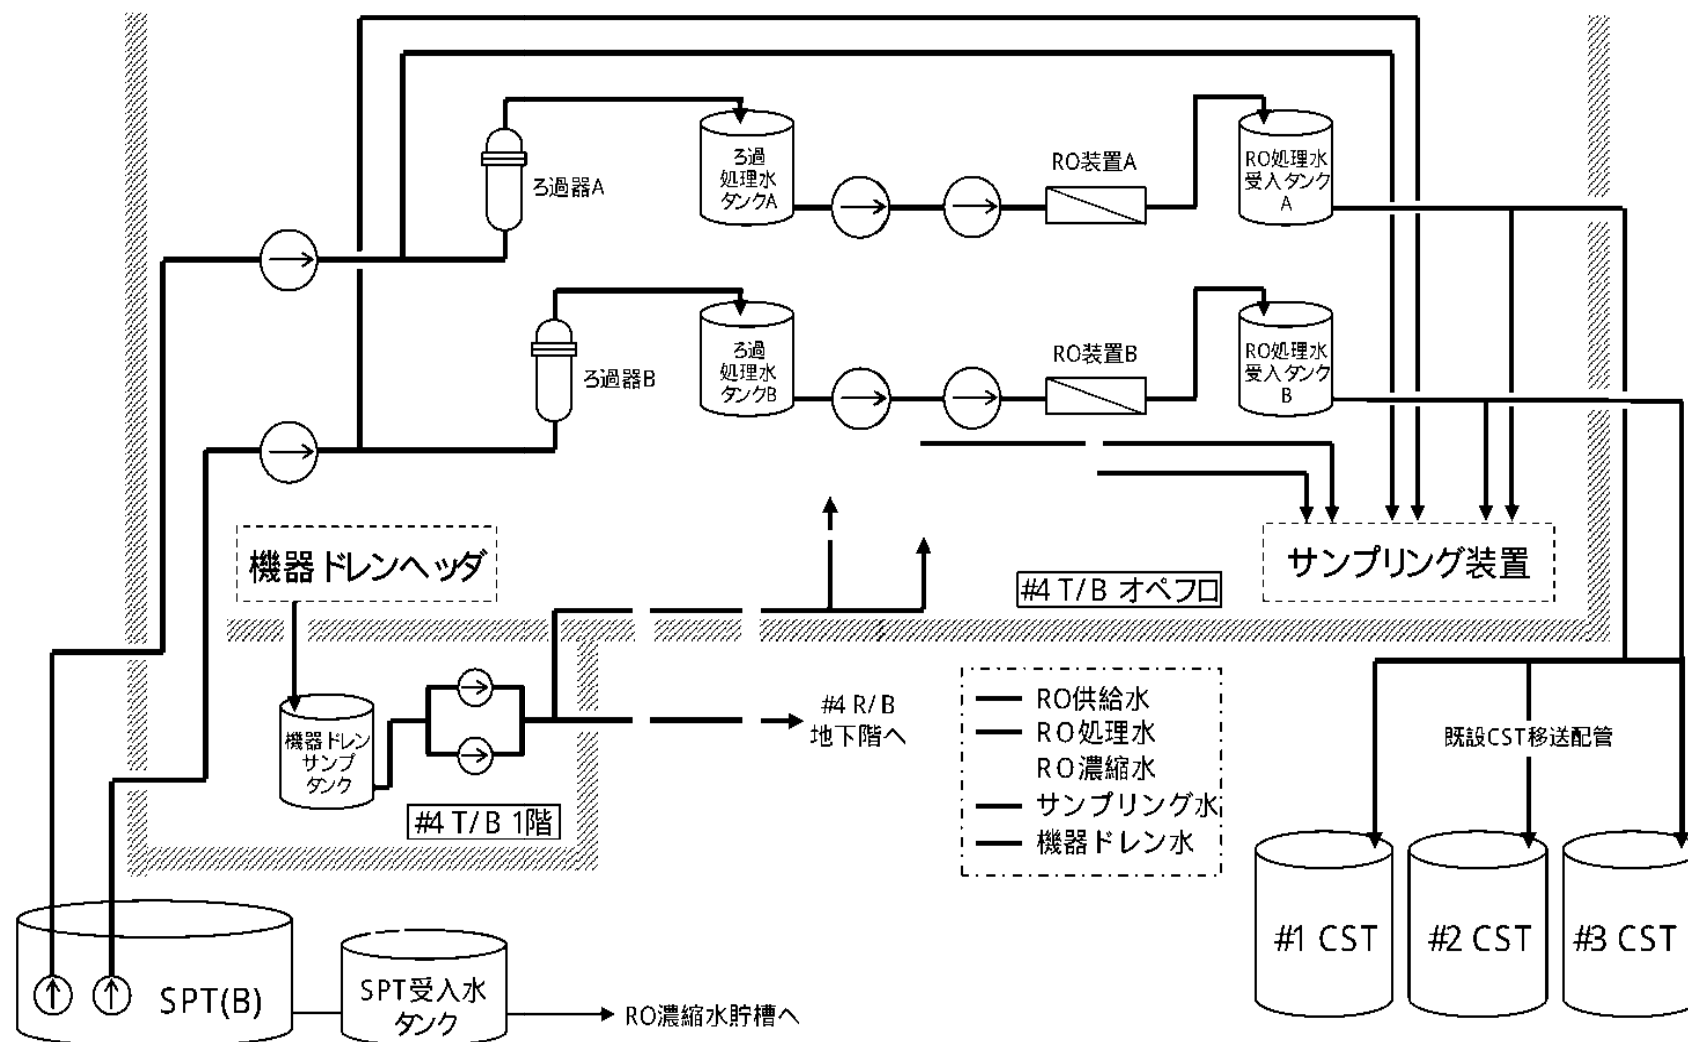 ろ過器A
ろ過
処理水
タンクA
RO装置A
RO処理水
受入タンク
A
ろ過器B
ろ過
処理水
タンクB
RO装置B
RO処理水
受入タンク
B
機器ドレンヘッダ
サンプリング装置
#4 T/B オペフロ
機器ドレン
サンプ
タンク
#4 T/B 1階
#4 R/B
地下階へ
RO供給水
RO処理水
RO濃縮水
サンプリング水
機器ドレン水
既設CST移送配管
#1 CST
#2 CST
#3 CST
SPT(B)
SPT受入水
タンク
RO濃縮水貯槽へ